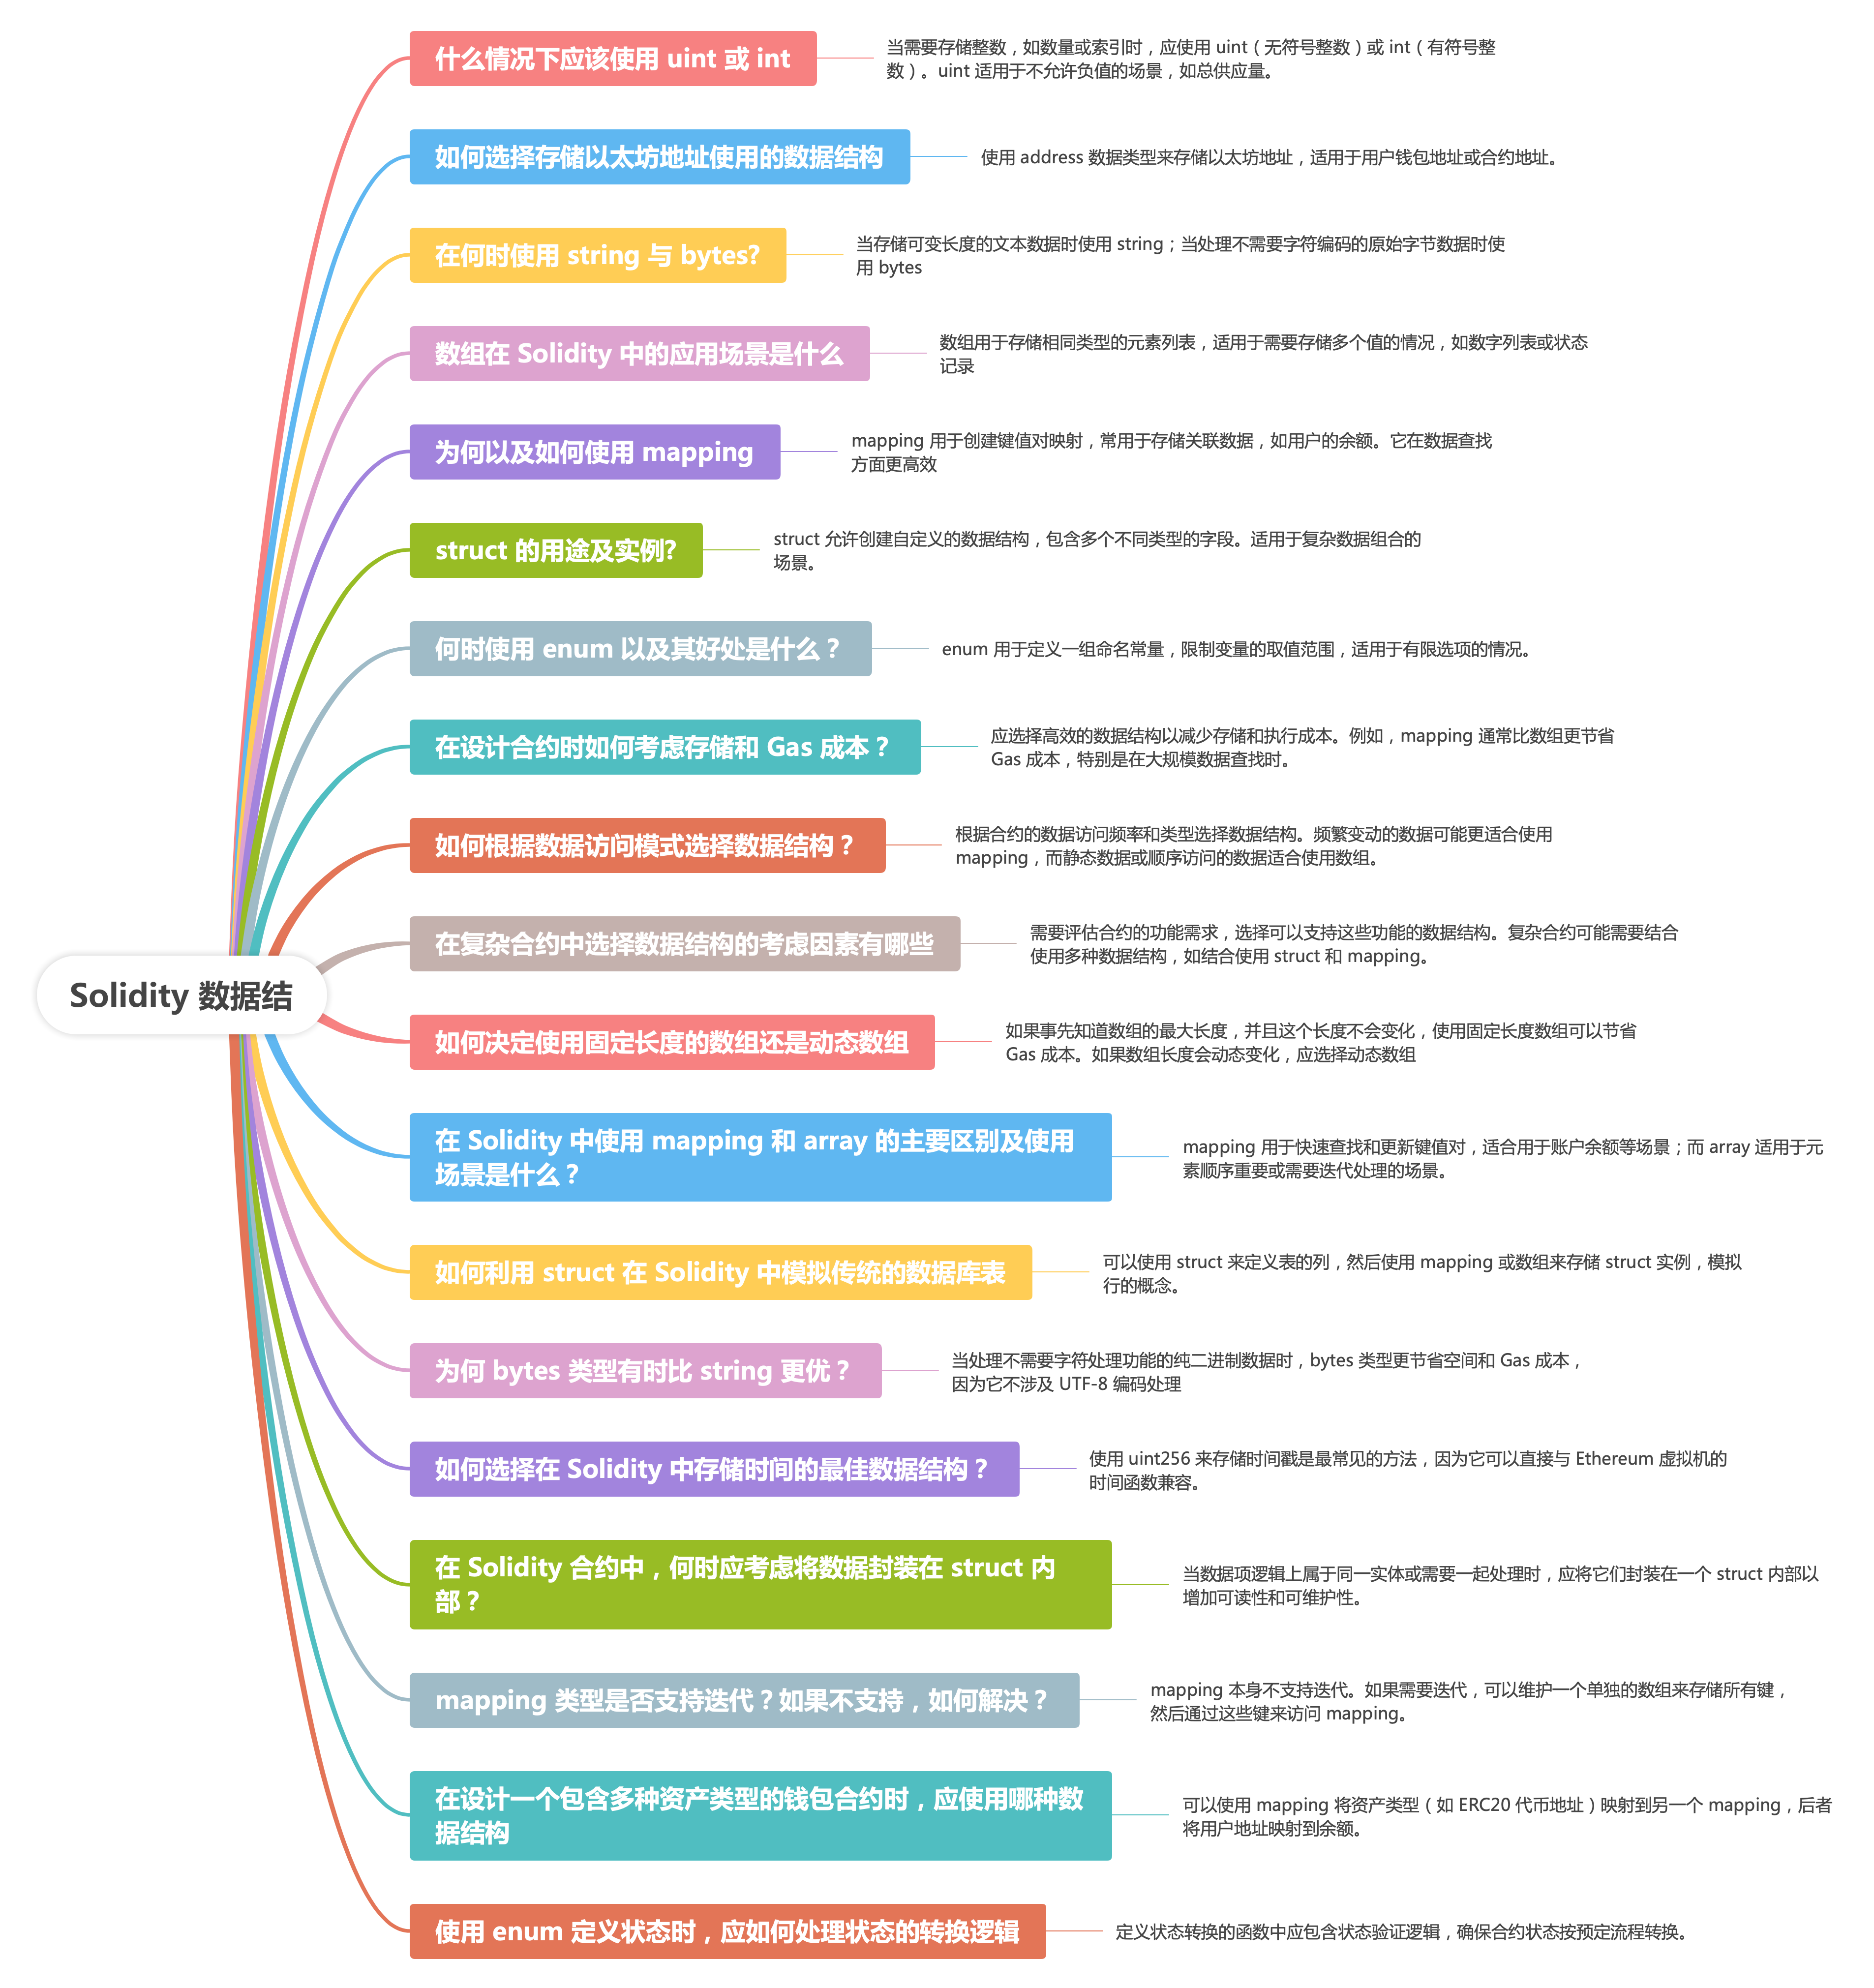 什么情况下应该使用 uint 或 int
当需要存储整数，如数量或索引时，应使用 uint（无符号整数）或 int（有符号整
数）。uint 适用于不允许负值的场景，如总供应量。
如何选择存储以太坊地址使用的数据结构
使用 address 数据类型来存储以太坊地址，适用于用户钱包地址或合约地址。
在何时使用 string 与 bytes?
当存储可变长度的文本数据时使用 string；当处理不需要字符编码的原始字节数据时使
用 bytes
数组在 Solidity 中的应用场景是什么
数组用于存储相同类型的元素列表，适用于需要存储多个值的情况，如数字列表或状态
记录
为何以及如何使用 mapping
mapping 用于创建键值对映射，常用于存储关联数据，如用户的余额。它在数据查找
方面更高效
struct 的用途及实例?
struct 允许创建自定义的数据结构，包含多个不同类型的字段。适用于复杂数据组合的
场景。
何时使用 enum 以及其好处是什么？
enum 用于定义一组命名常量，限制变量的取值范围，适用于有限选项的情况。
在设计合约时如何考虑存储和 Gas 成本？
应选择高效的数据结构以减少存储和执行成本。例如，mapping 通常比数组更节省
Gas 成本，特别是在大规模数据查找时。
如何根据数据访问模式选择数据结构？
根据合约的数据访问频率和类型选择数据结构。频繁变动的数据可能更适合使用
mapping，而静态数据或顺序访问的数据适合使用数组。
在复杂合约中选择数据结构的考虑因素有哪些
需要评估合约的功能需求，选择可以支持这些功能的数据结构。复杂合约可能需要结合
使用多种数据结构，如结合使用 struct 和 mapping。
Solidity 数据结
如何决定使用固定长度的数组还是动态数组
如果事先知道数组的最大长度，并且这个长度不会变化，使用固定长度数组可以节省
Gas 成本。如果数组长度会动态变化，应选择动态数组
在 Solidity 中使用 mapping 和 array 的主要区别及使用
场景是什么？
mapping 用于快速查找和更新键值对，适合用于账户余额等场景；而 array 适用于元
素顺序重要或需要迭代处理的场景。
如何利用 struct 在 Solidity 中模拟传统的数据库表
可以使用 struct 来定义表的列，然后使用 mapping 或数组来存储 struct 实例，模拟
行的概念。
为何 bytes 类型有时比 string 更优？
当处理不需要字符处理功能的纯二进制数据时，bytes 类型更节省空间和 Gas 成本，
因为它不涉及 UTF-8 编码处理
如何选择在 Solidity 中存储时间的最佳数据结构？
使用 uint256 来存储时间戳是最常见的方法，因为它可以直接与 Ethereum 虚拟机的
时间函数兼容。
在 Solidity 合约中，何时应考虑将数据封装在 struct 内
部？
当数据项逻辑上属于同一实体或需要一起处理时，应将它们封装在一个 struct 内部以
增加可读性和可维护性。
mapping 类型是否支持迭代？如果不支持，如何解决？
mapping 本身不支持迭代。如果需要迭代，可以维护一个单独的数组来存储所有键，
然后通过这些键来访问 mapping。
在设计一个包含多种资产类型的钱包合约时，应使用哪种数
据结构
可以使用 mapping 将资产类型（如 ERC20 代币地址）映射到另一个 mapping，后者
将用户地址映射到余额。
使用 enum 定义状态时，应如何处理状态的转换逻辑
定义状态转换的函数中应包含状态验证逻辑，确保合约状态按预定流程转换。